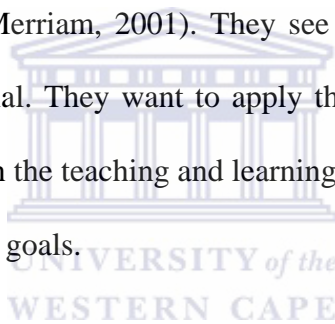 Merriam, 2001). They see
al. They want to apply th
n the teaching and learning
goals.
UNIVERSITY of the
WESTERN CAPE